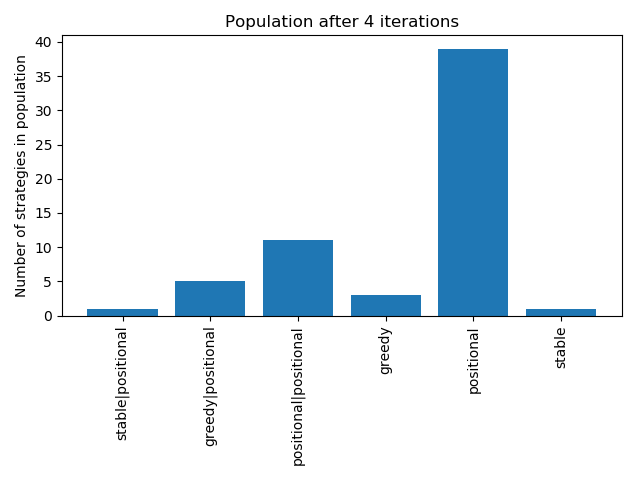 Population after 4 iterations
Number of strategies in population
40
35
30
25
20
15
10
5
0
stable|positional
greedy|positional
positional|positional
greedy
positional
stable